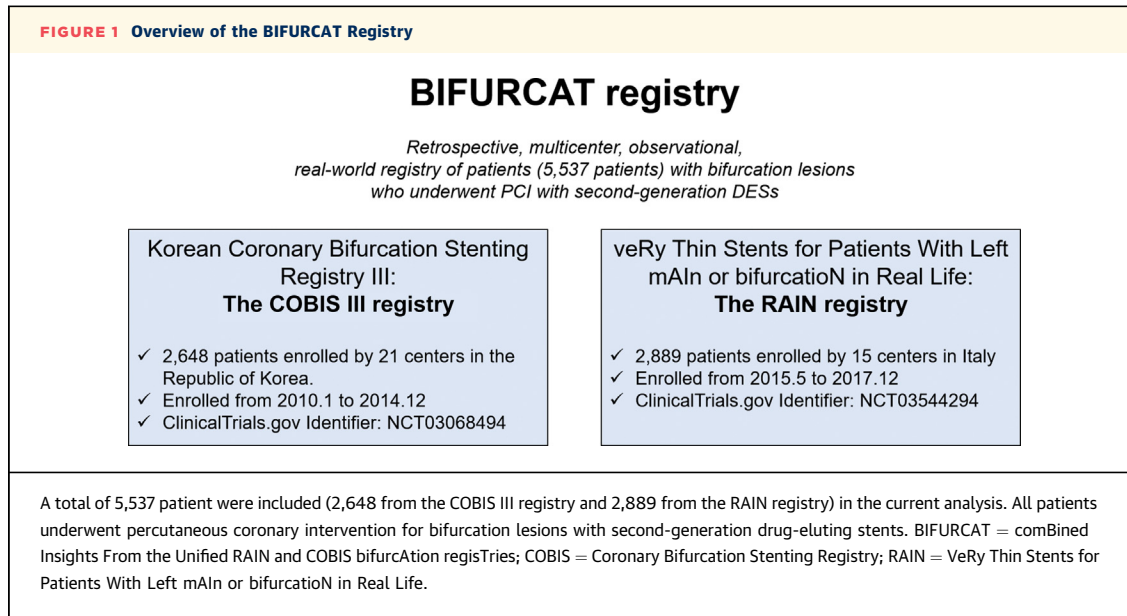 FIGURE 1 Overview of the BIFURCAT Registry
BIFURCAT registry
Retrospective, multicenter, observational,
real-world registry of patients (5,537 patients) with bifurcation lesions
who underwent PCI with second-generation DESs
Korean Coronary Bifurcation Stenting
Registry III:
The COBIS III registry
✓ 2,648 patients enrolled by 21 centers in the
Republic of Korea.
✓ Enrolled from 2010.1 to 2014.12
✓ ClinicalTrials.gov Identifier: NCT03068494
veRy Thin Stents for Patients With Left
mAIn or bifurcatioN in Real Life:
The RAIN registry
✓ 2,889 patients enrolled by 15 centers in Italy
✓ Enrolled from 2015.5 to 2017.12
✓ ClinicalTrials.gov Identifier: NCT03544294
A total of 5,537 patient were included (2,648 from the COBIS III registry and 2,889 from the RAIN registry) in the current analysis. All patients
underwent percutaneous coronary intervention for bifurcation lesions with second-generation drug-eluting stents. BIFURCAT = comBined
Insights From the Unified RAIN and COBIS bifurcAtion regisTries; COBIS = Coronary Bifurcation Stenting Registry; RAIN = VeRy Thin Stents for
Patients With Left mAIn or bifurcatioN in Real Life.